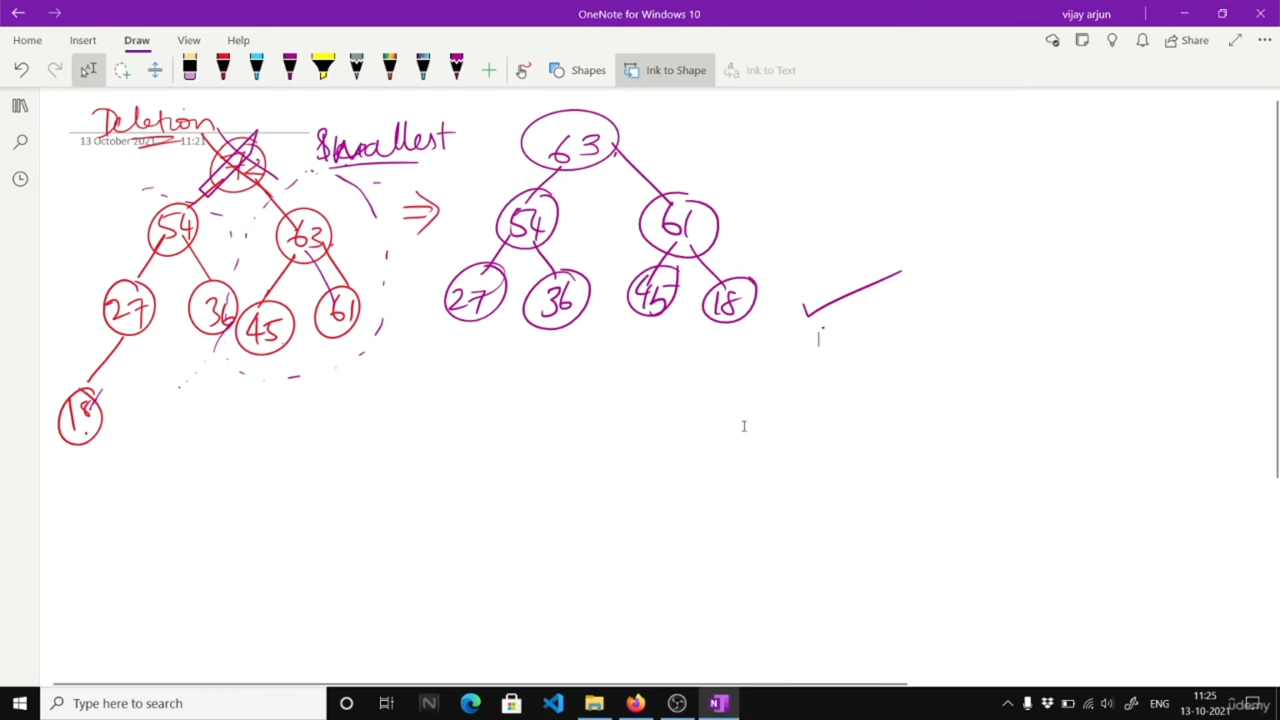 OneNote for Windows 10
vijay arjun
Home
Insert
Draw
View
Help
Share
Shapes
Ink to Shape
Ink to Text
Deletion
13 October 2021
11:21
Smallest
54
63
27
36
45
61
18
63
54
61
27
36
45
18
Type here to search
ENG
11:25
13-10-2021
udemy